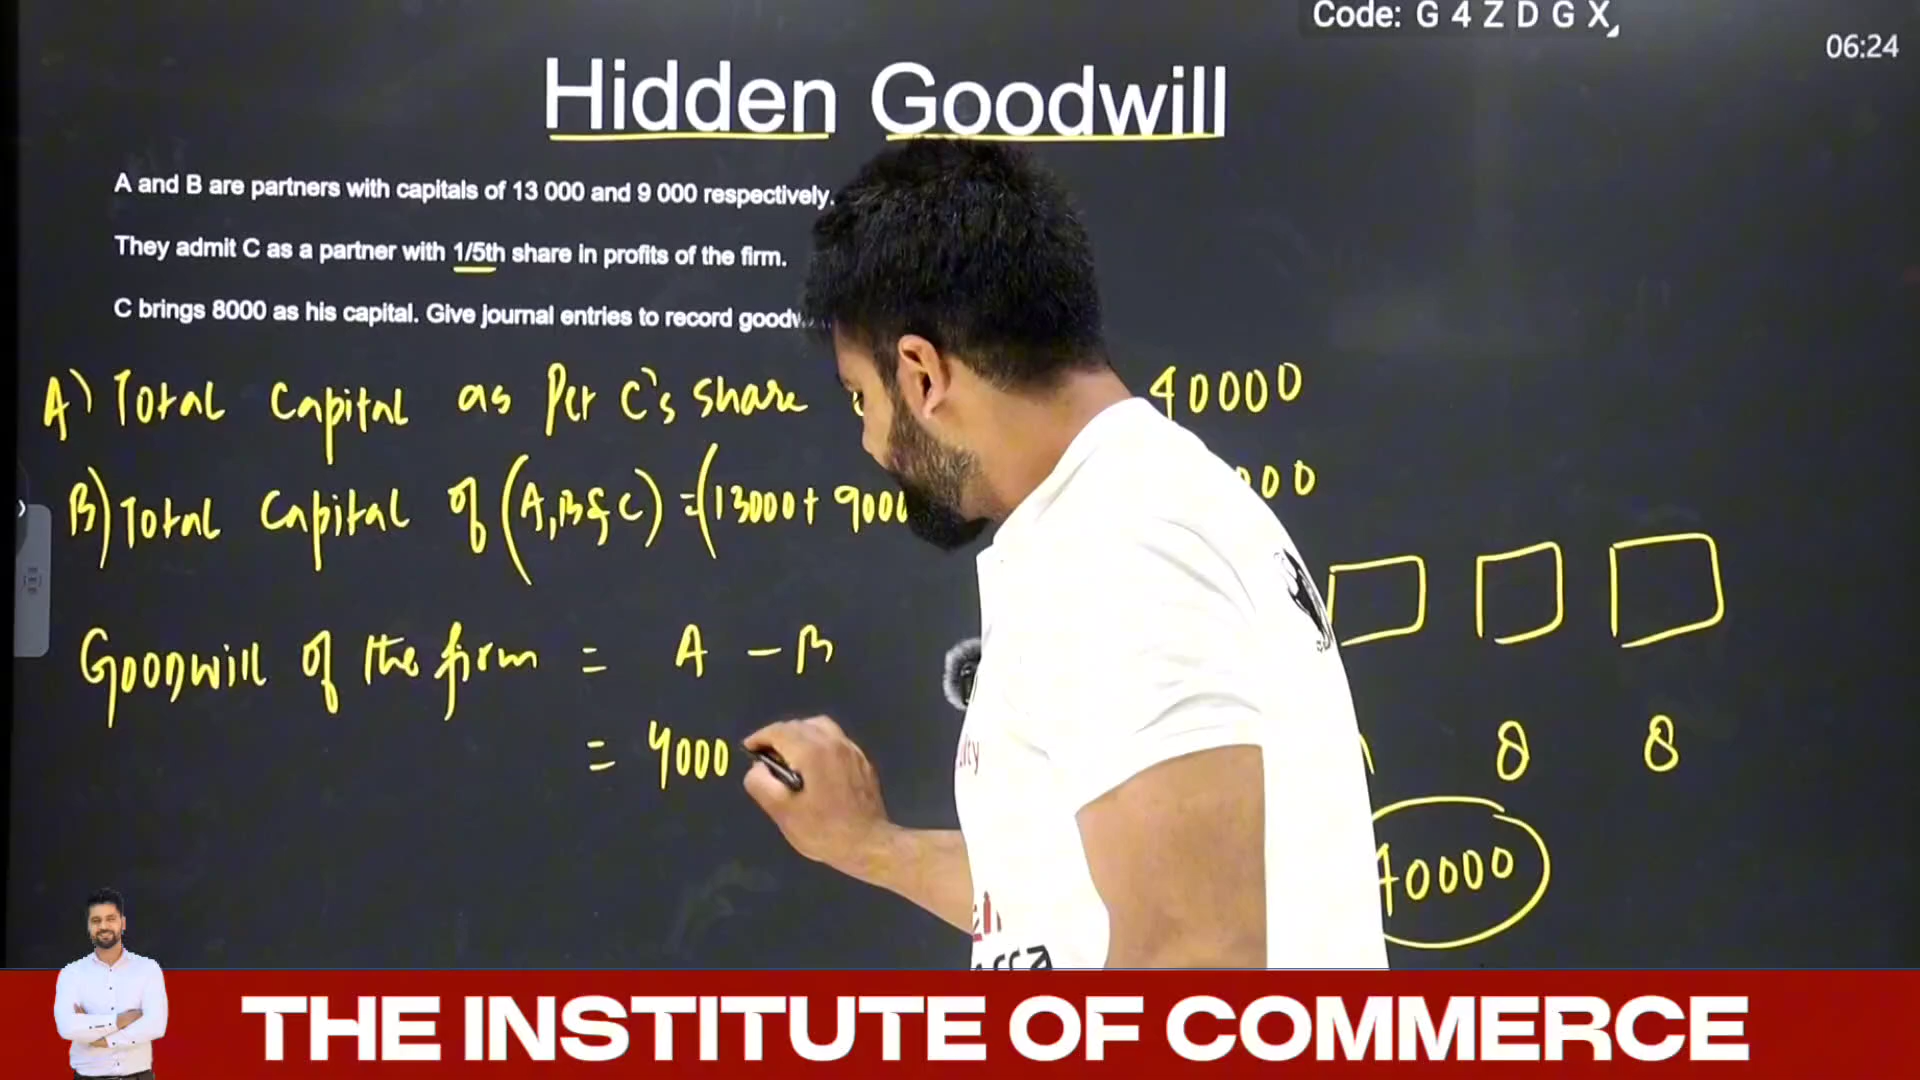 Code: G 4 Z D G X
06:24
Hidden Goodwill
A and B are partners with capitals of 13 000 and 9 000 respectively.
They admit C as a partner with 1/5th share in profits of the firm.
C brings 8000 as his capital. Give journal entries to record
A) Total Capital as Per C's share 40000
B) Total Capital of (A, B & C) = (13000 + 9000
Goodwill of the firm = A - B
= 4000
8 8
40000
THE INSTITUTE OF COMMERCE